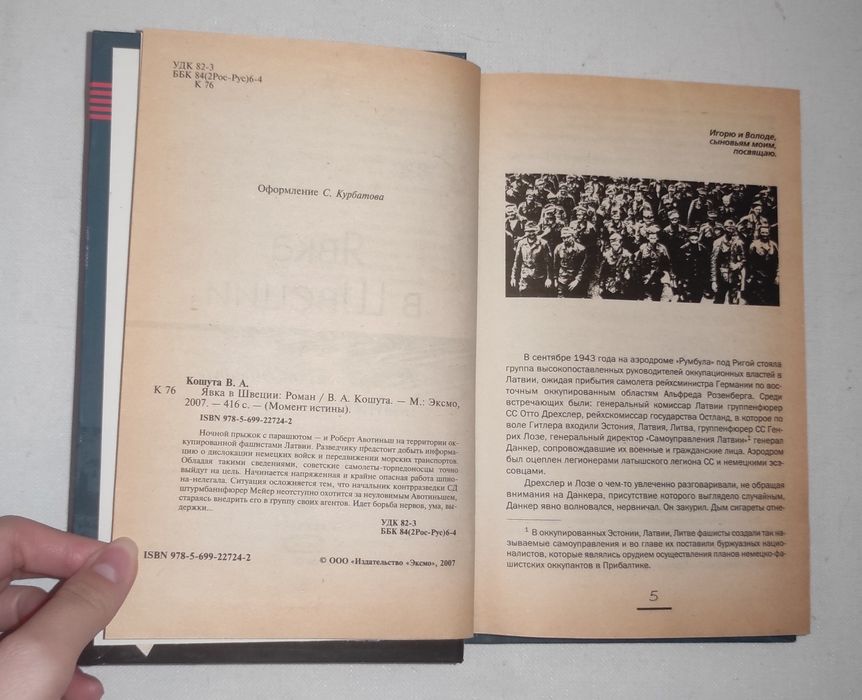 УДК 82-3
ББК 84(2Рос-Рус)6-4
К 76
Оформление С. Курбатова
Кошута В. А.
К 76 Явка в Швеции: Роман / В. А. Кошута. — М.: Эксмо,
2007. — 416 с. — (Момент истины).
ISBN 978-5-699-22724-2
Ночной прыжок с парашютом — и Роберт Авотиньш на территории ок-
купированной фашистами Латвии. Разведчику предстоит добыть информа-
цию о дислокации немецких войск и передвижении морских транспортов.
Обладая такими сведениями, советские самолеты-торпедоносцы точно
выйдут на цель. Начинается напряженная и крайне опасная работа шпио-
на-нелегала. Ситуация осложняется тем, что начальник контрразведки СД
штурмбаннфюрер Мейер неотступно охотится за неуловимым Авотиньшем,
стараясь внедрить его в группу своих агентов. Идет борьба нервов, ума, вы-
держки...
УДК 82-3
ББК 84(2Рос-Рус)6-4
ISBN 978-5-699-22724-2
© ООО «Издательство «Эксмо», 2007
Игорю и Володе,
сыновьям моим,
посвящаю.
В сентябре 1943 года на аэродроме «Румбула» под Ригой стояла
группа высокопоставленных руководителей оккупационных властей в
Латвии, ожидая прибытия самолета рейхсминистра Германии по вос-
точным оккупированным областям Альфреда Розенберга. Среди
встречающих были: генеральный комиссар Латвии группенфюрер
СС Отто Дрехслер, рейхскомиссар государства Остланд, в которое по
воле Гитлера входили Эстония, Латвия, Литва, группенфюрер СС Ген-
рих Лозе, генеральный директор «Самоуправления Латвии»¹ генерал
Данкер, сопровождавшие их военные и гражданские лица. Аэродром
был оцеплен легионерами латышского легиона СС и немецкими эсэ-
совцами.
Дрехслер и Лозе о чем-то увлеченно разговаривали, не обращая
внимания на Данкера, присутствие которого выглядело случайным.
Данкер явно волновался, нервничал. Он закурил. Дым сигареты отне-
¹ В оккупированных Эстонии, Латвии, Литве фашисты создали так на-
зываемые самоуправления и во главе их поставили буржуазных нацио-
налистов, которые являлись орудием осуществления планов немецко-фа-
шистских оккупантов в Прибалтике.
5